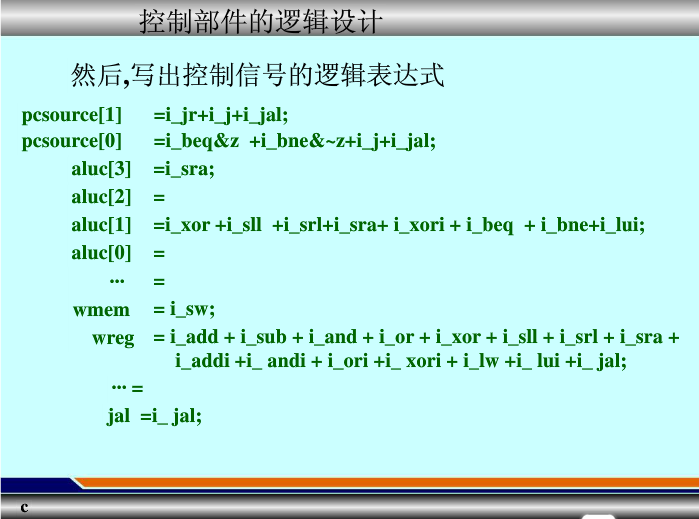 控制部件的逻辑设计
然后,写出控制信号的逻辑表达式
pcsource[1] =i_jr+i_j+i_jal;
pcsource[0] =i_beq&z +i_bne&~z+i_j+i_jal;
aluc[3] =i_sra;
aluc[2] =
aluc[1] =i_xor +i_sll +i_srl+i_sra+ i_xori + i_beq + i_bne+i_lui;
aluc[0] =
... =
wmem = i_sw;
wreg = i_add + i_sub + i_and + i_or + i_xor + i_sll + i_srl + i_sra +
i_addi +i_ andi + i_ori +i_ xori + i_lw +i_ lui +i_ jal;
... =
jal =i_ jal;
c